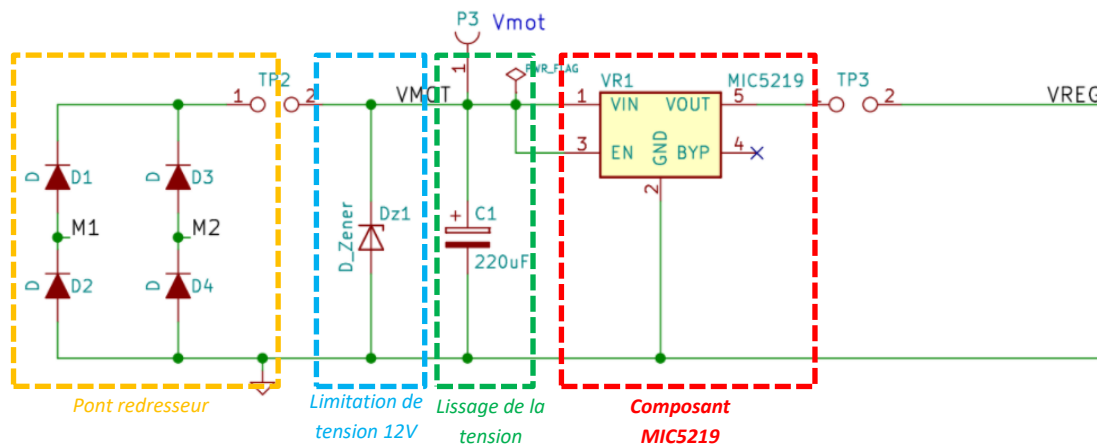 P3
Vmot
1
PWR_FLAG
TP2
1
2
VMOT
VR1
MIC5219
1
VIN
VOUT
5
3
EN
GND
BYP
4
2
TP3
1
2
VREG
D
D1
D
D3
M1
M2
D
D2
D
D4
Dz1
D_Zener
+
C1
220uF
Pont redresseur
Limitation de
tension 12V
Lissage de la
tension
Composant
MIC5219